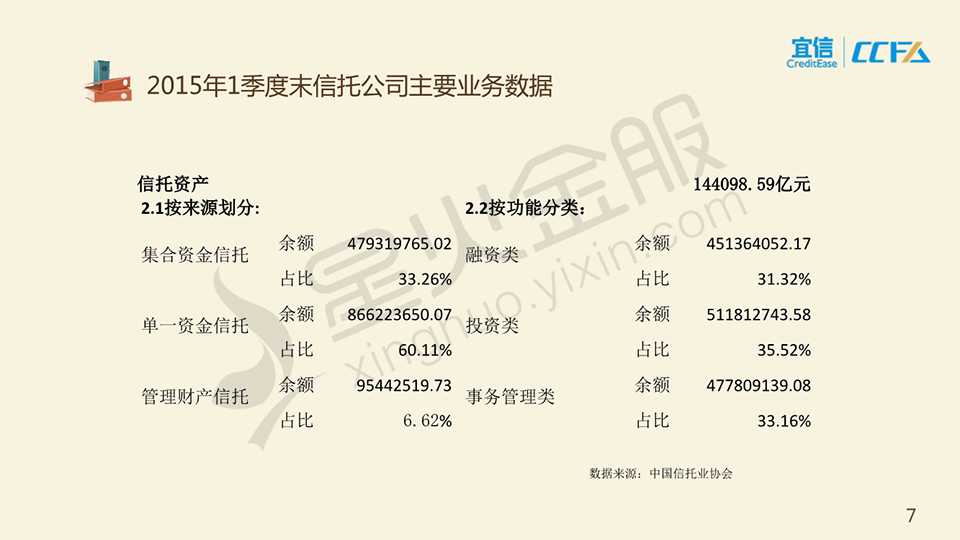 宜信
CreditEase
CCFA
2015年1季度末信托公司主要业务数据
信托资产 144098.59亿元
2.1按来源划分: 2.2按功能分类：
集合资金信托 余额 479319765.02 融资类 余额 451364052.17
占比 33.26% 占比 31.32%
单一资金信托 余额 866223650.07 投资类 余额 511812743.58
占比 60.11% 占比 35.52%
管理财产信托 余额 95442519.73 事务管理类 余额 477809139.08
占比 6.62% 占比 33.16%
星火金服
xinghuo.yixin.com
数据来源：中国信托业协会
7